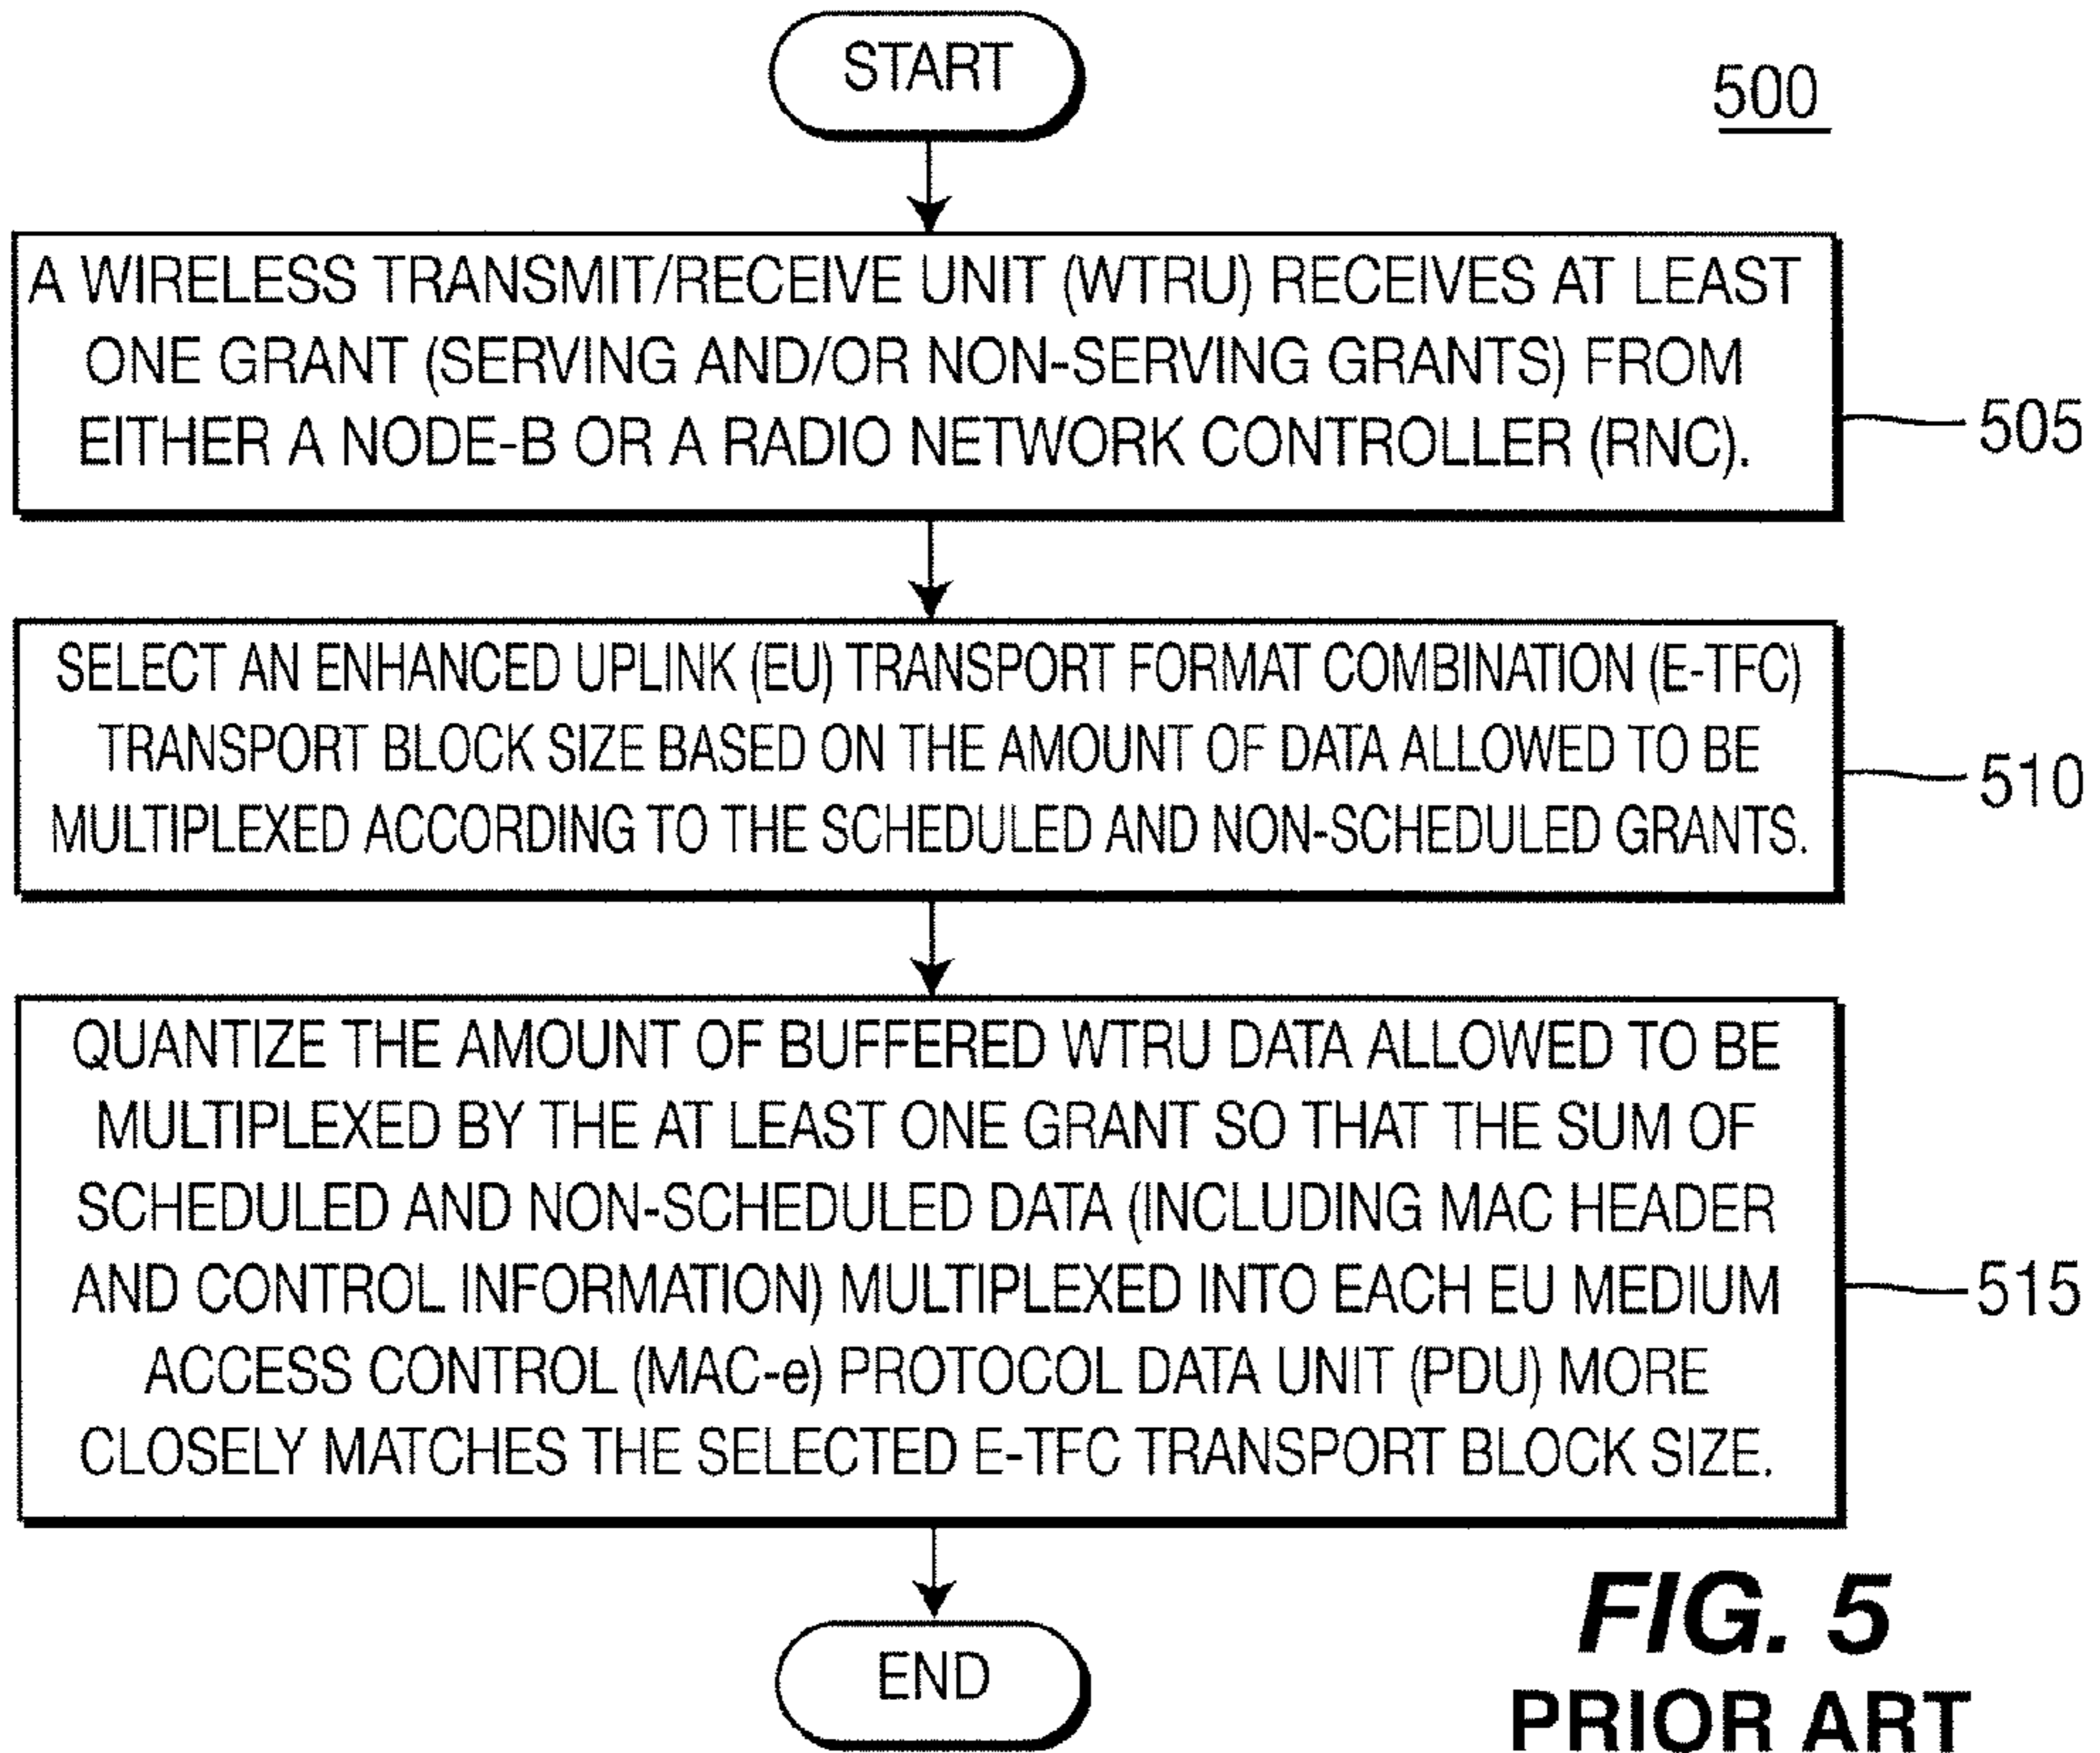 START
500
A WIRELESS TRANSMIT/RECEIVE UNIT (WTRU) RECEIVES AT LEAST
ONE GRANT (SERVING AND/OR NON-SERVING GRANTS) FROM
EITHER A NODE-B OR A RADIO NETWORK CONTROLLER (RNC).
505
SELECT AN ENHANCED UPLINK (EU) TRANSPORT FORMAT COMBINATION (E-TFC)
TRANSPORT BLOCK SIZE BASED ON THE AMOUNT OF DATA ALLOWED TO BE
MULTIPLEXED ACCORDING TO THE SCHEDULED AND NON-SCHEDULED GRANTS.
510
QUANTIZE THE AMOUNT OF BUFFERED WTRU DATA ALLOWED TO BE
MULTIPLEXED BY THE AT LEAST ONE GRANT SO THAT THE SUM OF
SCHEDULED AND NON-SCHEDULED DATA (INCLUDING MAC HEADER
AND CONTROL INFORMATION) MULTIPLEXED INTO EACH EU MEDIUM
ACCESS CONTROL (MAC-e) PROTOCOL DATA UNIT (PDU) MORE
CLOSELY MATCHES THE SELECTED E-TFC TRANSPORT BLOCK SIZE.
515
END
FIG. 5
PRIOR ART